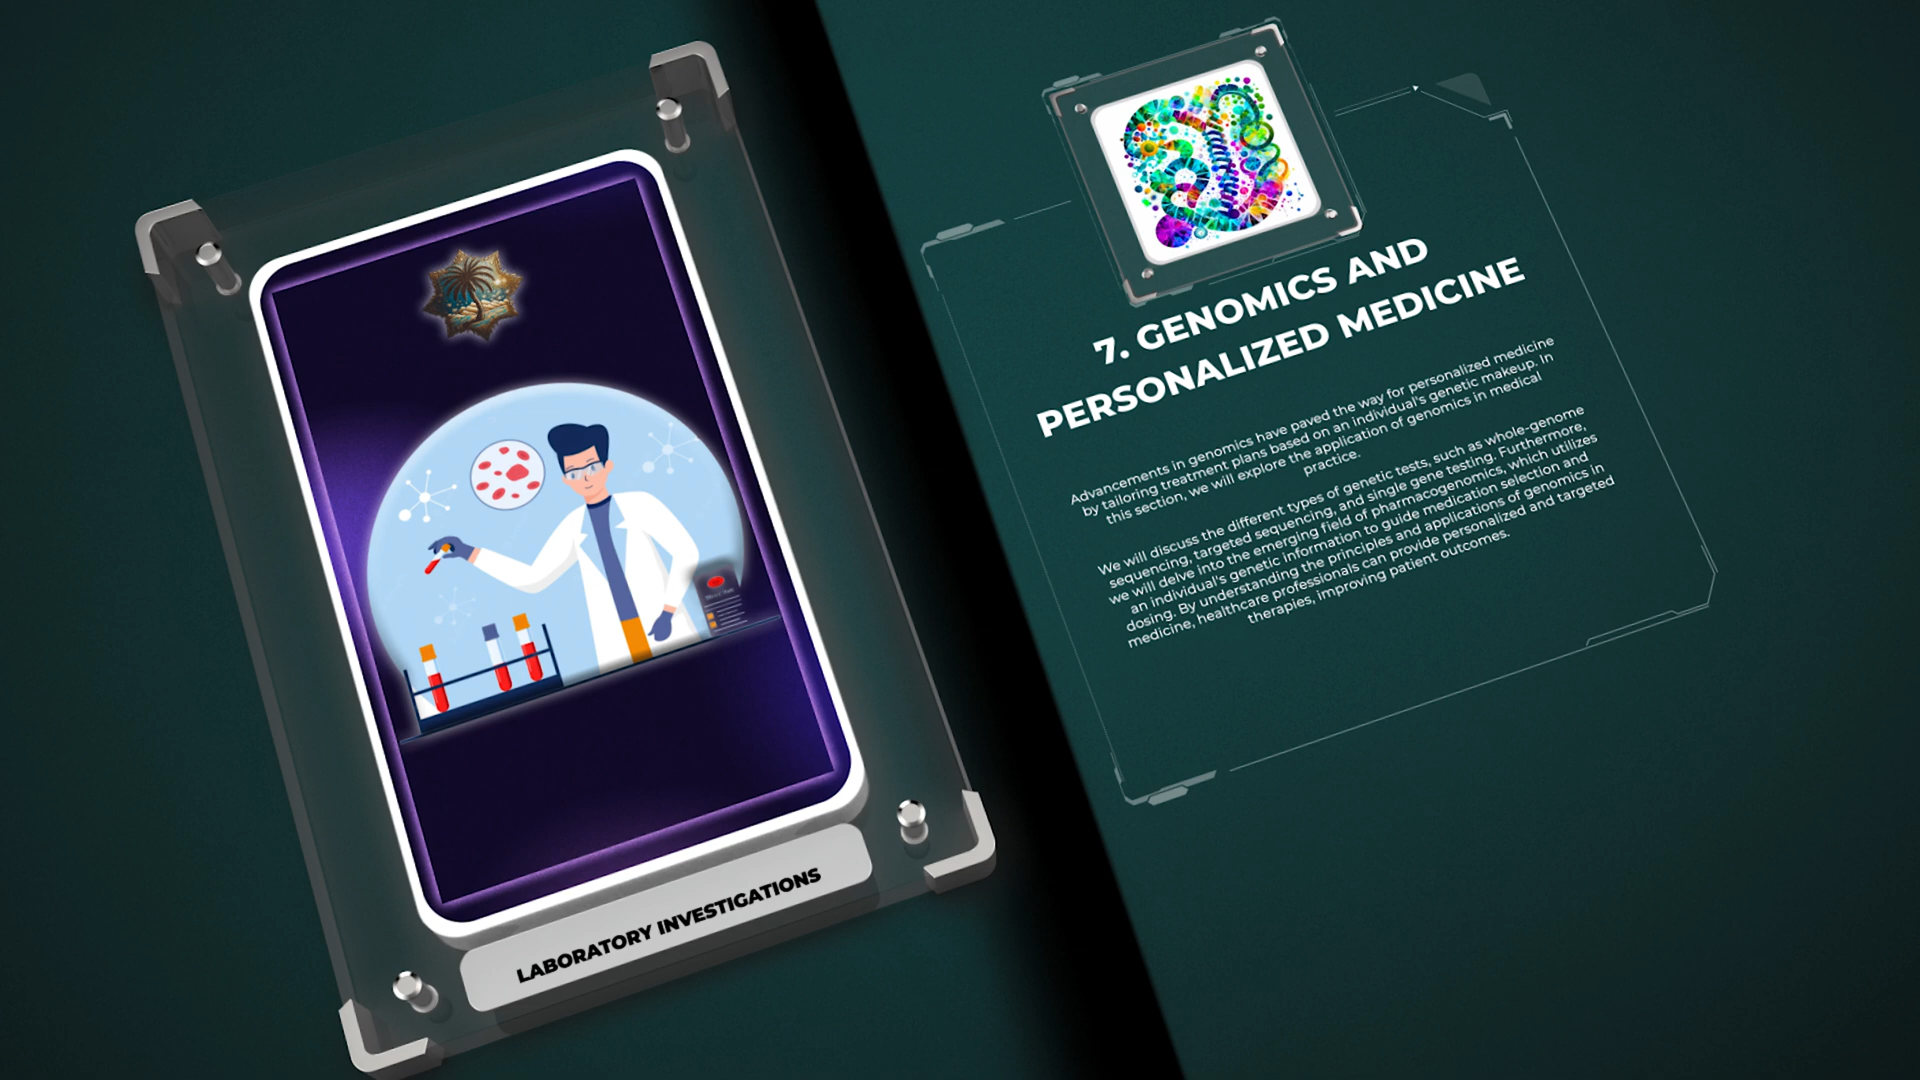 LABORATORY INVESTIGATIONS
7. GENOMICS AND
PERSONALIZED MEDICINE
Advancements in genomics have paved the way for personalized medicine
by tailoring treatment plans based on an individual's genetic makeup. In
this section, we will explore the application of genomics in medical
practice.
We will discuss the different types of genetic tests, such as whole-genome
sequencing, targeted sequencing, and single gene testing. Furthermore,
we will delve into the emerging field of pharmacogenomics, which utilizes
an individual's genetic information to guide medication selection and
dosing. By understanding the principles and applications of genomics in
medicine, healthcare professionals can provide personalized and targeted
therapies, improving patient outcomes.